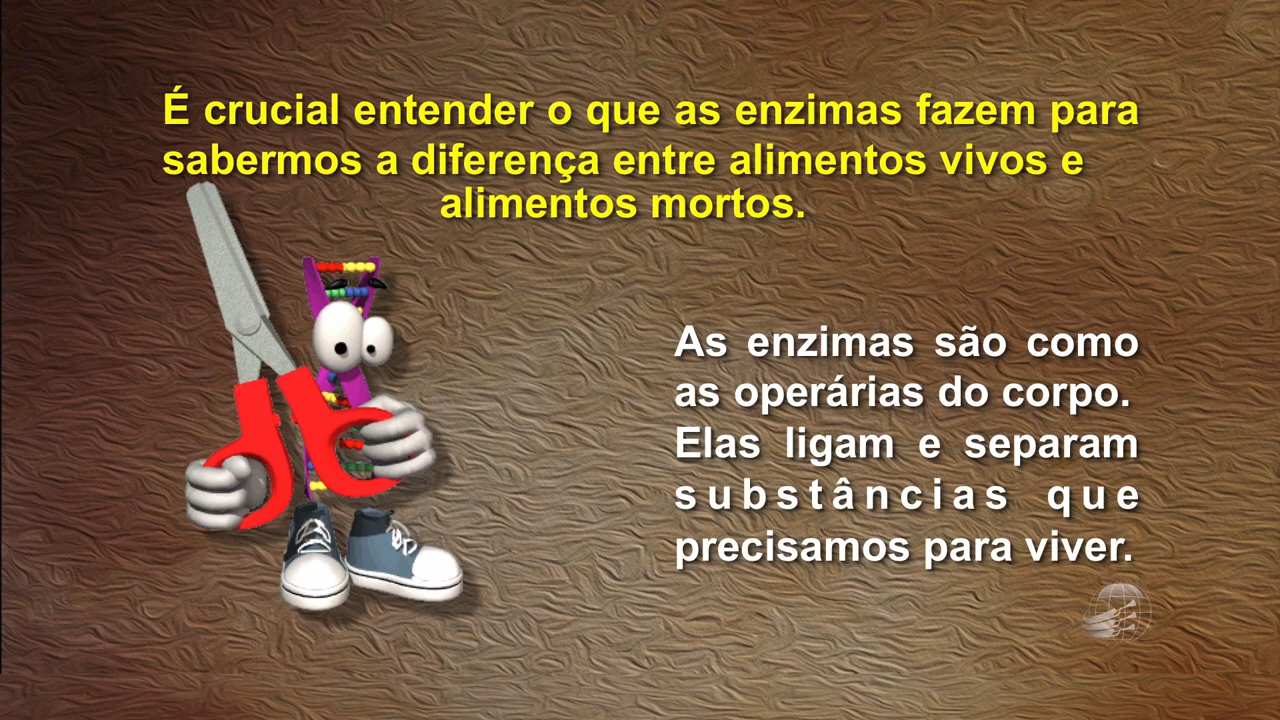 É crucial entender o que as enzimas fazem para
sabermos a diferença entre alimentos vivos e
alimentos mortos.
As enzimas são como
as operárias do corpo.
Elas ligam e separam
substâncias que
precisamos para viver.